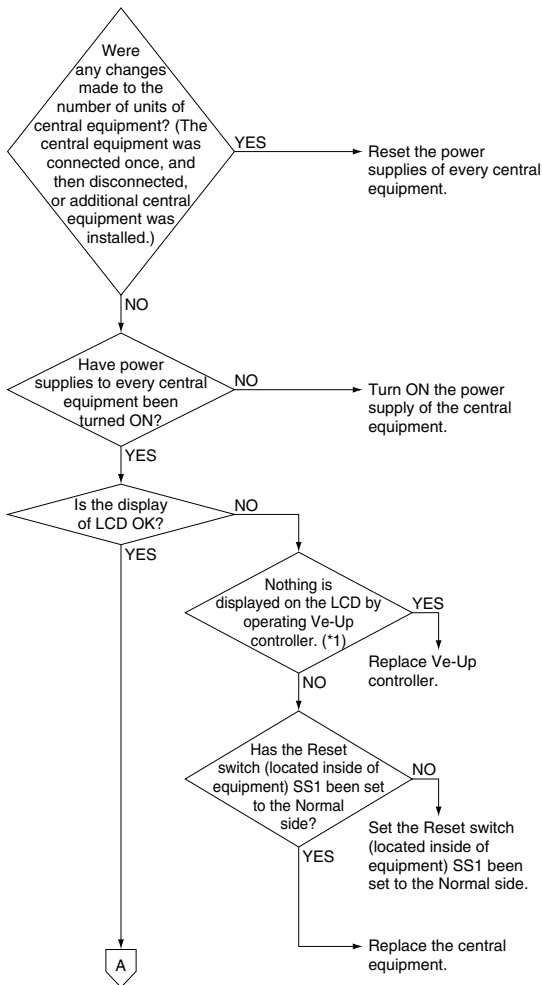 Were
any changes
made to the
number of units of
central equipment? (The
central equipment was
connected once, and
then disconnected,
or additional central
equipment was
installed.)
YES
Reset the power
supplies of every central
equipment.
NO
Have power
supplies to every central
equipment been
turned ON?
NO
Turn ON the power
supply of the central
equipment.
YES
Is the display
of LCD OK?
NO
YES
Nothing is
displayed on the LCD by
operating Ve-Up
controller. (*1)
YES
Replace Ve-Up
controller.
NO
Has the Reset
switch (located inside of
equipment) SS1 been set
to the Normal
side?
NO
Set the Reset switch
(located inside of
equipment) SS1 been
set to the Normal side.
YES
Replace the central
equipment.
A